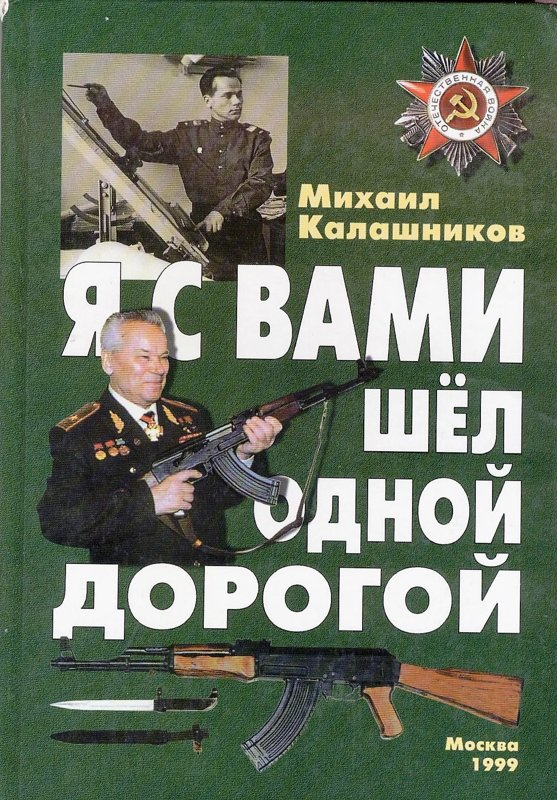 ОТЕЧЕСТВЕННАЯ ВОЙНА
Михаил
Калашников
Я С ВАМИ
ШЁЛ
ОДНОЙ
ДОРОГОЙ
Москва
1999